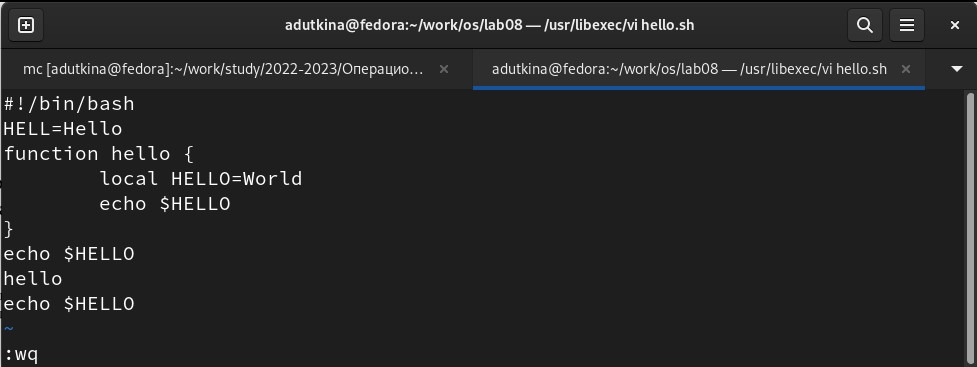 adutkina@fedora:~/work/os/lab08 — /usr/libexec/vi hello.sh
mc [adutkina@fedora]:~/work/study/2022-2023/Операцио…
adutkina@fedora:~/work/os/lab08 — /usr/libexec/vi hello.sh
#!/bin/bash
HELL=Hello
function hello {
        local HELLO=World
        echo $HELLO
}
echo $HELLO
hello
echo $HELLO
~
:wq